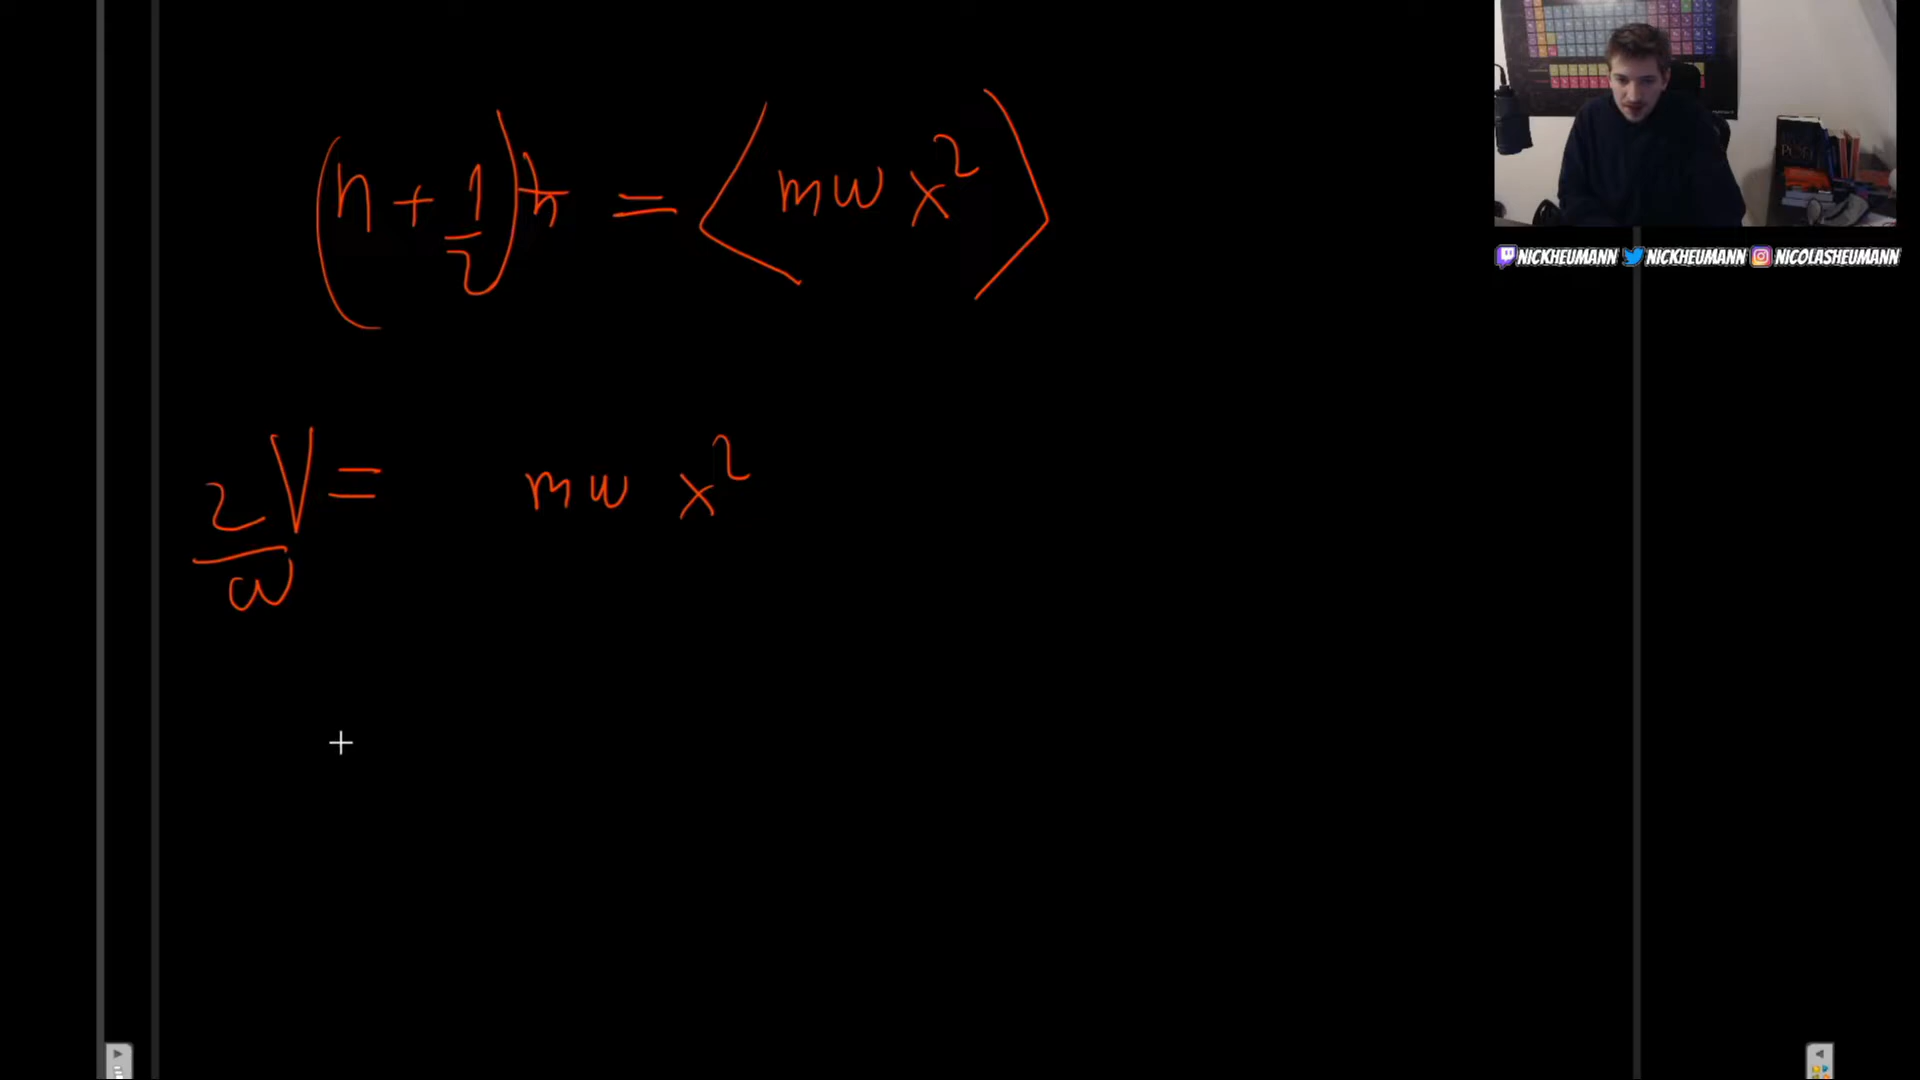 (n + 1/2)ħ = ⟨mω x²⟩
2/ω V = mω x²
NICKHEUMANN NICKHEUMANN NICOLASHEUMANN